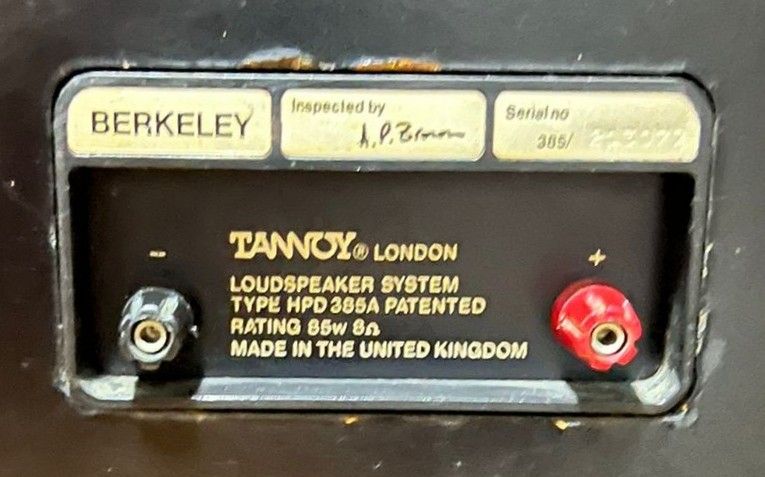 BERKELEY
Inspected by
Serial no
385/
TANNOY® LONDON
LOUDSPEAKER SYSTEM
TYPE HPD 385A PATENTED
RATING 85w 8Ω
MADE IN THE UNITED KINGDOM
- +